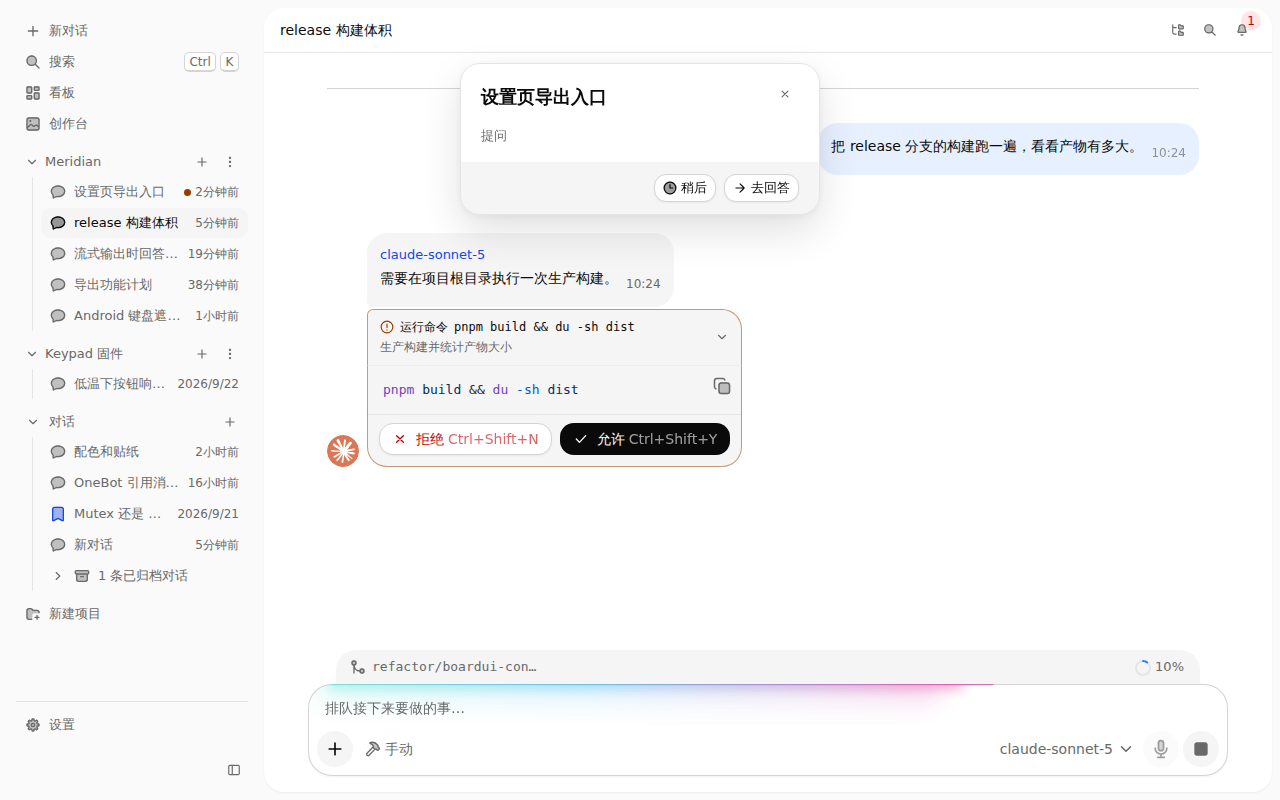 新对话
搜索 Ctrl K
看板
创作台
Meridian
设置页导出入口 2分钟前
release 构建体积 5分钟前
流式输出时回答… 19分钟前
导出功能计划 38分钟前
Android 键盘遮… 1小时前
Keypad 固件
低温下按钮响… 2026/9/22
对话
配色和贴纸 2小时前
OneBot 引用消… 16小时前
Mutex 还是 … 2026/9/21
新对话 5分钟前
1 条已归档对话
新建项目
设置
release 构建体积
1
设置页导出入口
提问
稍后 去回答
把 release 分支的构建跑一遍，看看产物有多大。 10:24
claude-sonnet-5
需要在项目根目录执行一次生产构建。 10:24
运行命令 pnpm build && du -sh dist
生产构建并统计产物大小
pnpm build && du -sh dist
拒绝 Ctrl+Shift+N 允许 Ctrl+Shift+Y
refactor/boardui-con… 10%
排队接下来要做的事…
手动 claude-sonnet-5